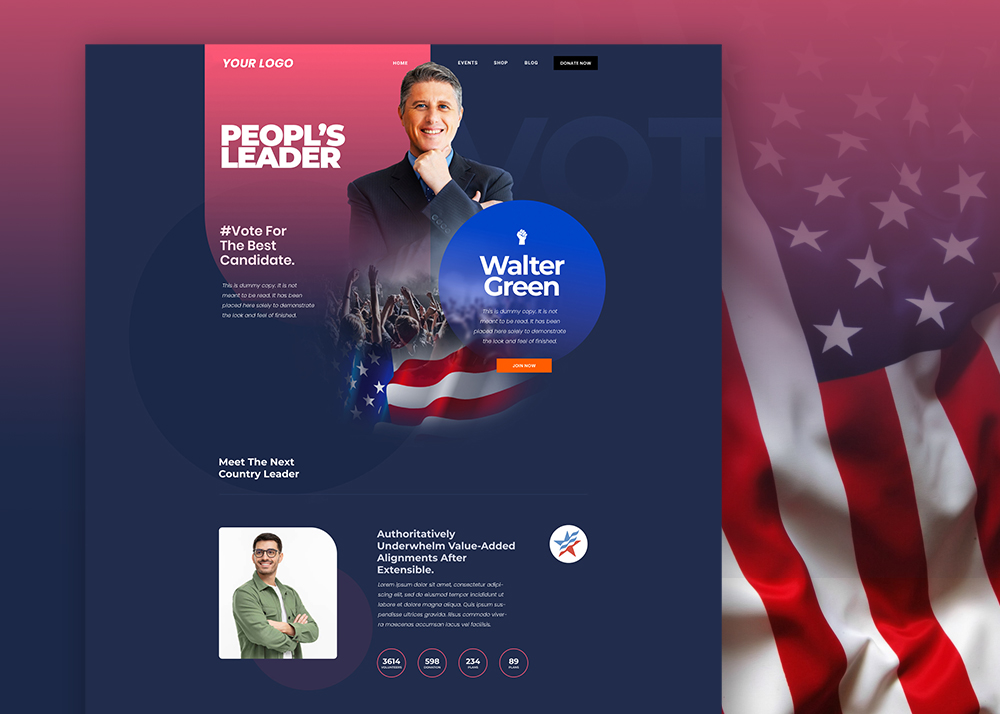 YOUR LOGO
HOME
EVENTS
SHOP
BLOG
DONATE NOW
VOT
PEOPL'S
LEADER
#Vote For
The Best
Candidate.
This is dummy copy. It is not
meant to be read. It has been
placed here solely to demonstrate
the look and feel of finished.
Walter
Green
This is dummy copy. It is not
meant to be read. It has been
placed here solely to demonstrate
the look and feel of finished.
JOIN NOW
Meet The Next
Country Leader
Authoritatively
Underwhelm Value-Added
Alignments After
Extensible.
Lorem ipsum dolor sit amet, consectetur adipi-
scing elit, sed do eiusmod tempor incididunt ut
labore et dolore magna aliqua. Quis ipsum sus-
pendisse ultrices gravida. Risus commodo viver-
ra maecenas accumsan lacus vel facilisis.
3614
VOLUNTEERS
598
DONATION
234
PLANS
89
PLANS